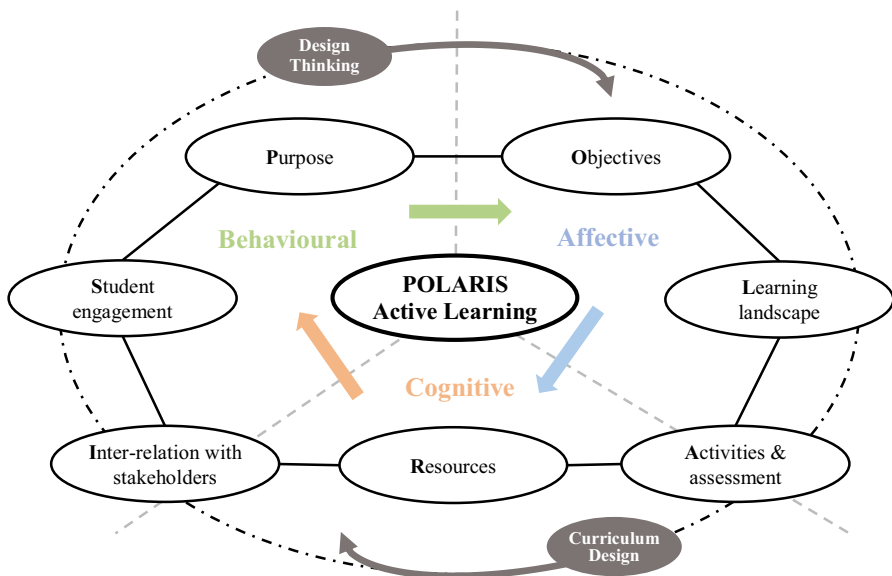 Design
Thinking
Purpose
Objectives
Behavioural
Affective
Student
engagement
POLARIS
Active Learning
Learning
landscape
Cognitive
Inter-relation with
stakeholders
Resources
Activities &
assessment
Curriculum
Design